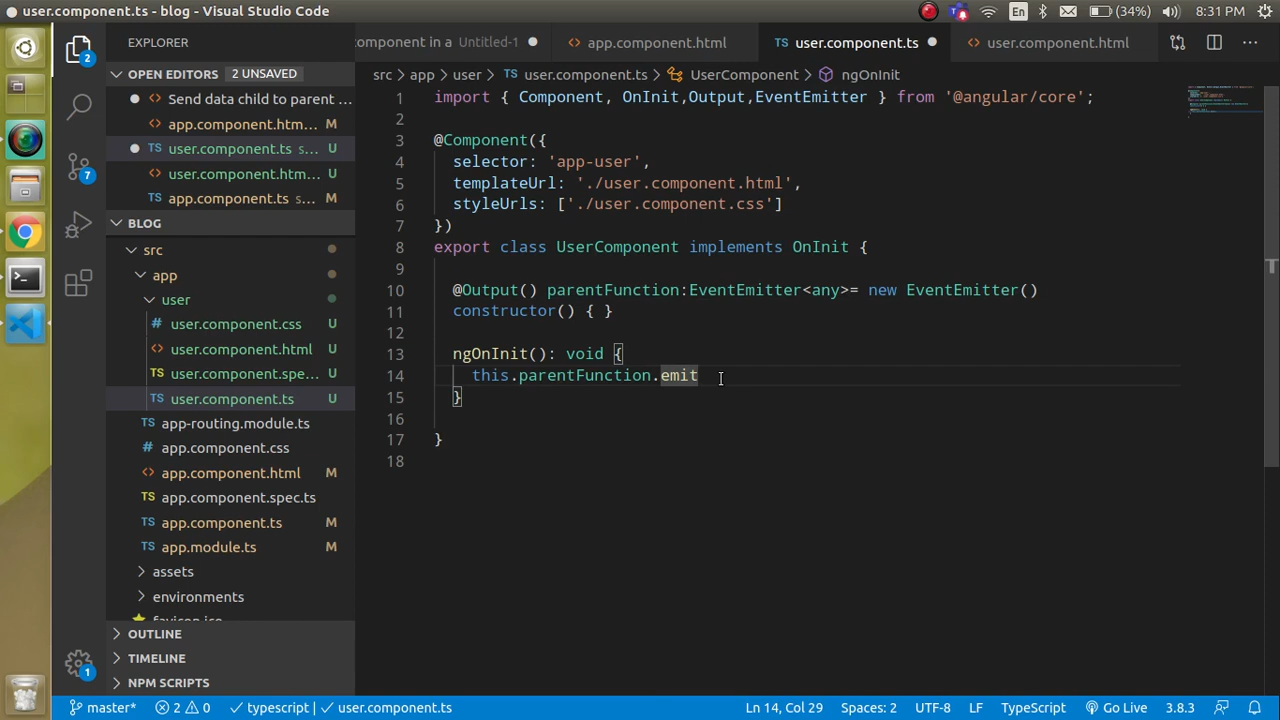 user.component.ts - blog - Visual Studio Code
En
(34%)
8:31 PM
EXPLORER
component in a Untitled-1
app.component.html
user.component.ts
user.component.html
2
OPEN EDITORS 2 UNSAVED
Send data child to parent ...
app.component.htm...
TS user.component.ts s... U
user.component.htm... U
TS app.component.ts s... M
7
BLOG
src
app
user
# user.component.css U
user.component.html U
TS user.component.spe... U
TS user.component.ts U
TS app-routing.module.ts
# app.component.css
app.component.html M
TS app.component.spec.ts
TS app.component.ts M
TS app.module.ts M
assets
environments
OUTLINE
TIMELINE
NPM SCRIPTS
1
src > app > user > TS user.component.ts > UserComponent > ngOnInit
1 import { Component, OnInit,Output,EventEmitter } from '@angular/core';
2
3 @Component({
4 selector: 'app-user',
5 templateUrl: './user.component.html',
6 styleUrls: ['./user.component.css']
7 })
8 export class UserComponent implements OnInit {
9
10 @Output() parentFunction:EventEmitter<any>= new EventEmitter()
11 constructor() { }
12
13 ngOnInit(): void {
14 this.parentFunction.emit
15 }
16
17 }
18
master* 2 0 typescript | user.component.ts Ln 14, Col 29 Spaces: 2 UTF-8 LF TypeScript Go Live 3.8.3